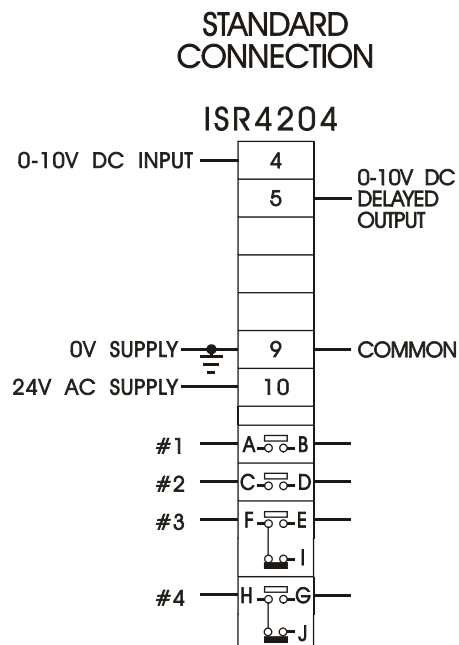 STANDARD
CONNECTION
ISR4204
0-10V DC INPUT 4
5 0-10V DC
DELAYED
OUTPUT
0V SUPPLY 9 COMMON
24V AC SUPPLY 10
#1 A B
#2 C D
#3 F E
I
#4 H G
J